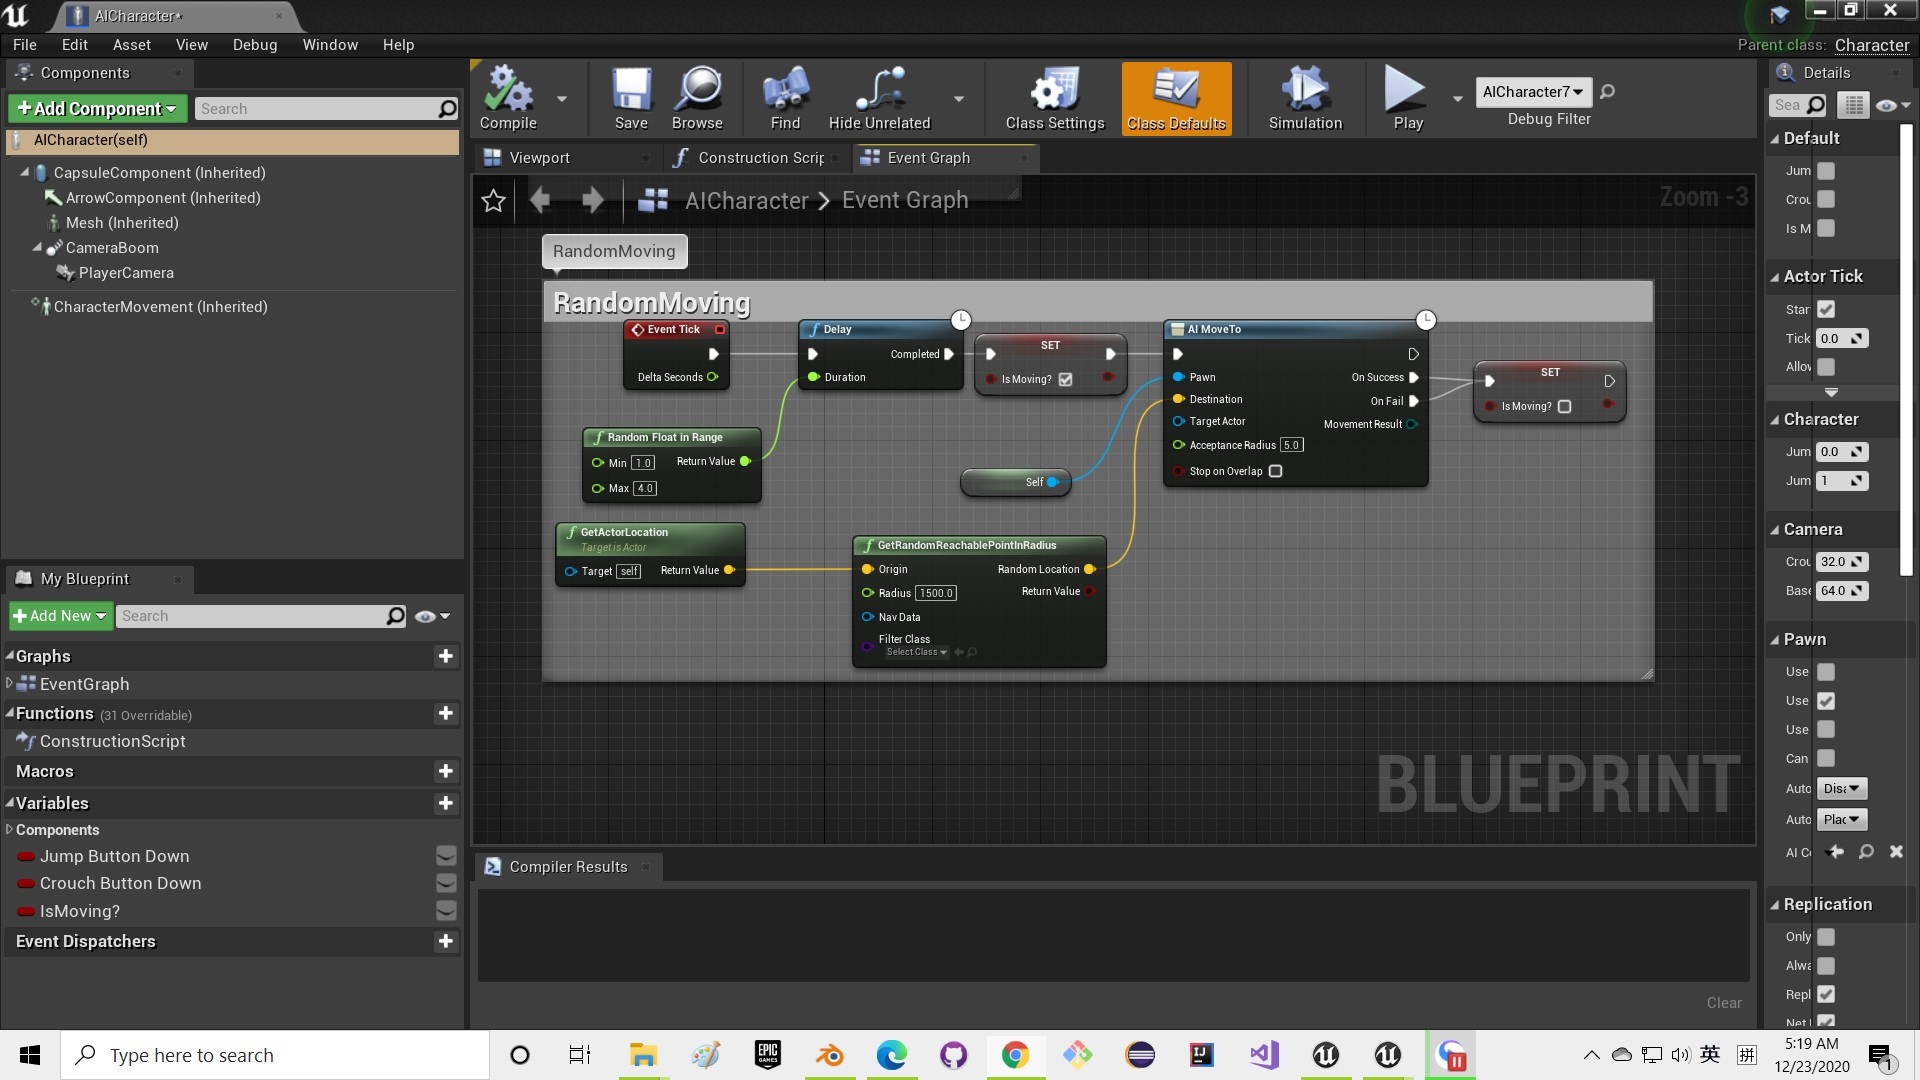 AICharacter*
File Edit Asset View Debug Window Help
Parent class: Character
Components
+Add Component
Search
AICharacter(self)
CapsuleComponent (Inherited)
ArrowComponent (Inherited)
Mesh (Inherited)
CameraBoom
PlayerCamera
CharacterMovement (Inherited)
My Blueprint
+Add New
Search
Graphs
EventGraph
Functions (31 Overridable)
ConstructionScript
Macros
Variables
Components
Jump Button Down
Crouch Button Down
IsMoving?
Event Dispatchers
Compile
Save
Browse
Find
Hide Unrelated
Class Settings
Class Defaults
Simulation
Play
AICharacter7
Debug Filter
Viewport
Construction Scrip
Event Graph
AICharacter > Event Graph
Zoom -3
RandomMoving
RandomMoving
Event Tick
Delta Seconds
Delay
Completed
Duration
SET
Is Moving?
AI MoveTo
Pawn
On Success
Destination
On Fail
Target Actor
Movement Result
Acceptance Radius 5.0
Stop on Overlap
SET
Is Moving?
Random Float in Range
Min 1.0
Return Value
Max 4.0
Self
GetActorLocation
Target is Actor
Target self
Return Value
GetRandomReachablePointInRadius
Origin
Random Location
Radius 1500.0
Return Value
Nav Data
Filter Class
Select Class
BLUEPRINT
Compiler Results
Clear
Details
Sea
Default
Jum
Crou
Is M
Actor Tick
Star
Tick 0.0
Allov
Character
Jum 0.0
Jum 1
Camera
Crou 32.0
Base 64.0
Pawn
Use
Use
Use
Can
Auto Disa
Auto Plac
AI C
Replication
Only
Alwa
Repl
Net
Type here to search
EPIC
GAMES
IJ
英
拼
5:19 AM
12/23/2020
1